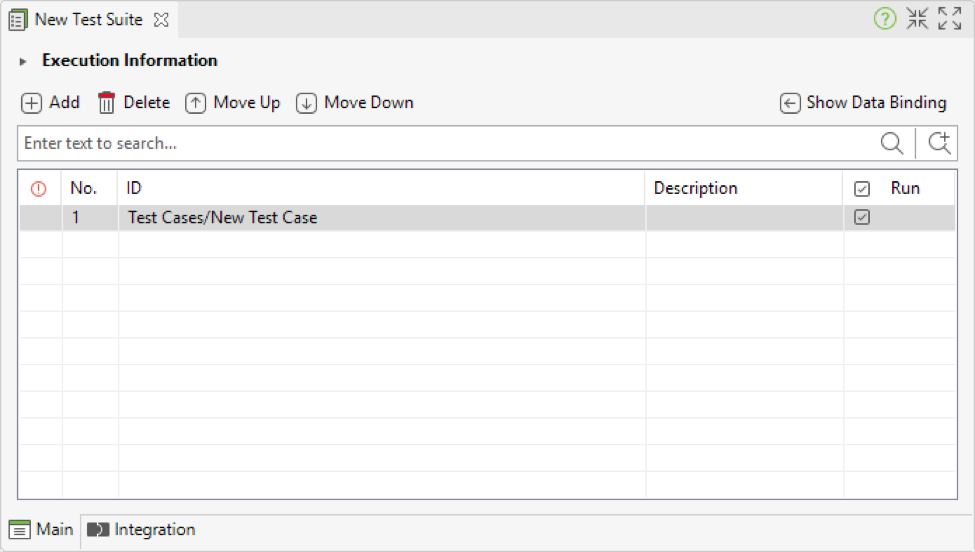 New Test Suite
Execution Information
Add Delete Move Up Move Down Show Data Binding
Enter text to search...
No. ID Description Run
1 Test Cases/New Test Case
Main Integration